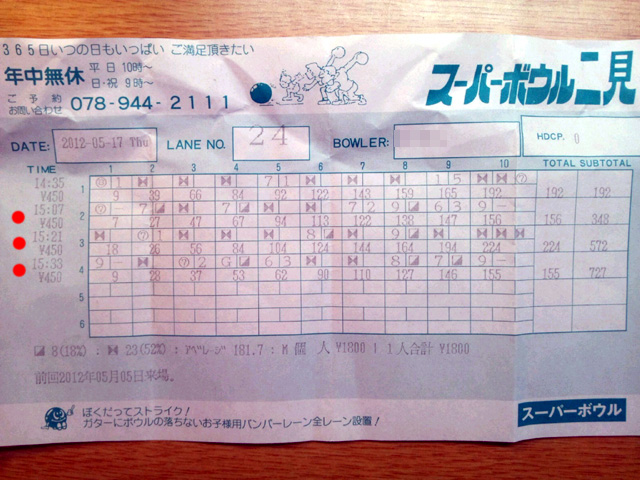 365日いつの日もいっぱい ご満足頂きたい
年中無休 平日10時〜
日・祝 9時〜
ご予約
お問い合わせ 078-944-2111
スーパーボウル二見
DATE: 2012-05-17 Thu LANE NO. 24 BOWLER: HDCP. 0
TIME 1 2 3 4 5 6 7 8 9 10 TOTAL SUBTOTAL
14:35 1
¥450 9 39 66 84 92 122 143 159 165 192 192 192
15:07 2
¥450 7 27 47 67 94 113 122 138 147 156 156 348
15:21 3
¥450 18 26 56 84 104 124 144 164 194 224 224 572
15:33 4
¥450 9 28 37 53 62 90 110 127 146 155 155 727
5
6
8(18%) : 23(52%) : アベレージ 181.7 : M 個 人 ¥1800 1人合計 ¥1800
前回2012年05月05日来場。
ぼくだってストライク!
ガターにボウルの落ちないお子様用バンパーレーン全レーン設置!
スーパーボウル